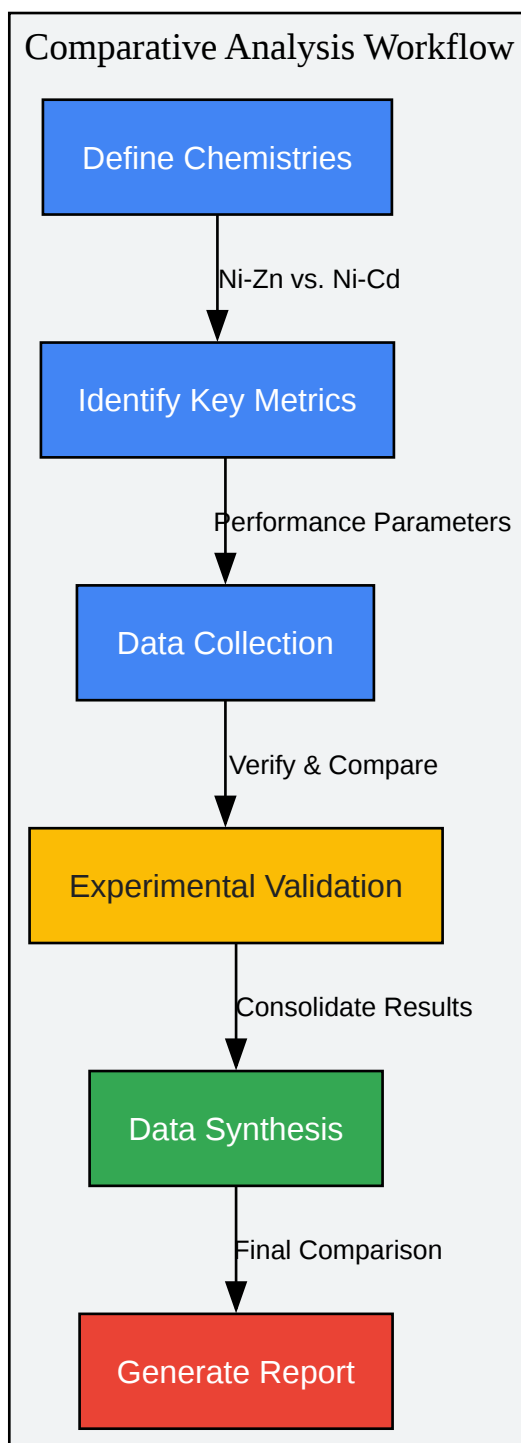 Comparative Analysis Workflow
Define Chemistries
Ni-Zn vs. Ni-Cd
Identify Key Metrics
Performance Parameters
Data Collection
Verify & Compare
Experimental Validation
Consolidate Results
Data Synthesis
Final Comparison
Generate Report